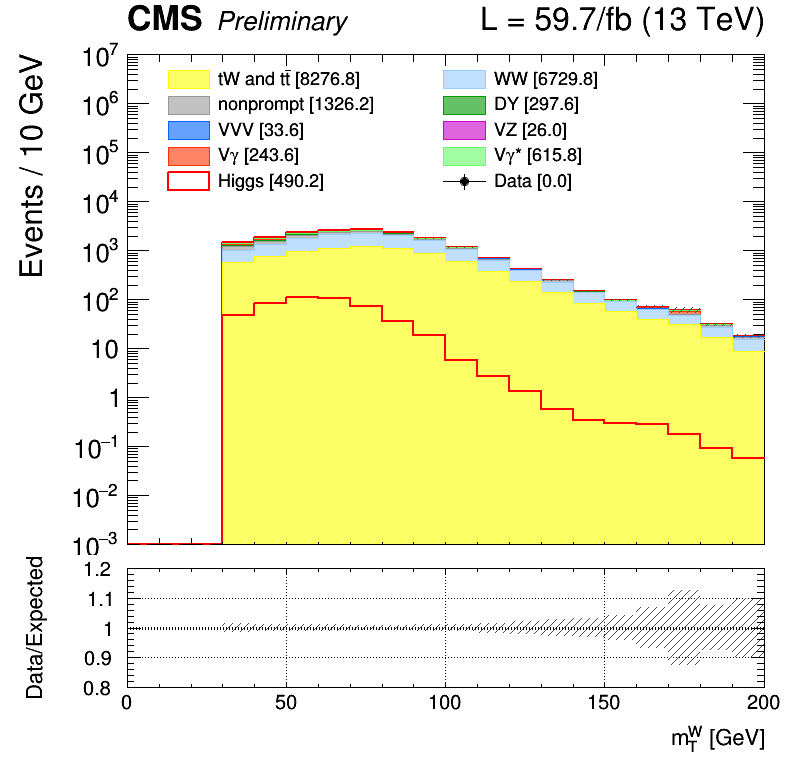 CMS Preliminary L = 59.7/fb (13 TeV)
Events / 10 GeV
10⁷
10⁶
10⁵
10⁴
10³
10²
10
1
10⁻¹
10⁻²
10⁻³
tW and tt̄ [8276.8] WW [6729.8]
nonprompt [1326.2] DY [297.6]
VVV [33.6] VZ [26.0]
Vγ [243.6] Vγ* [615.8]
Higgs [490.2] Data [0.0]
Data/Expected
1.2
1.1
1
0.9
0.8
0 50 100 150 200
m_T^W [GeV]